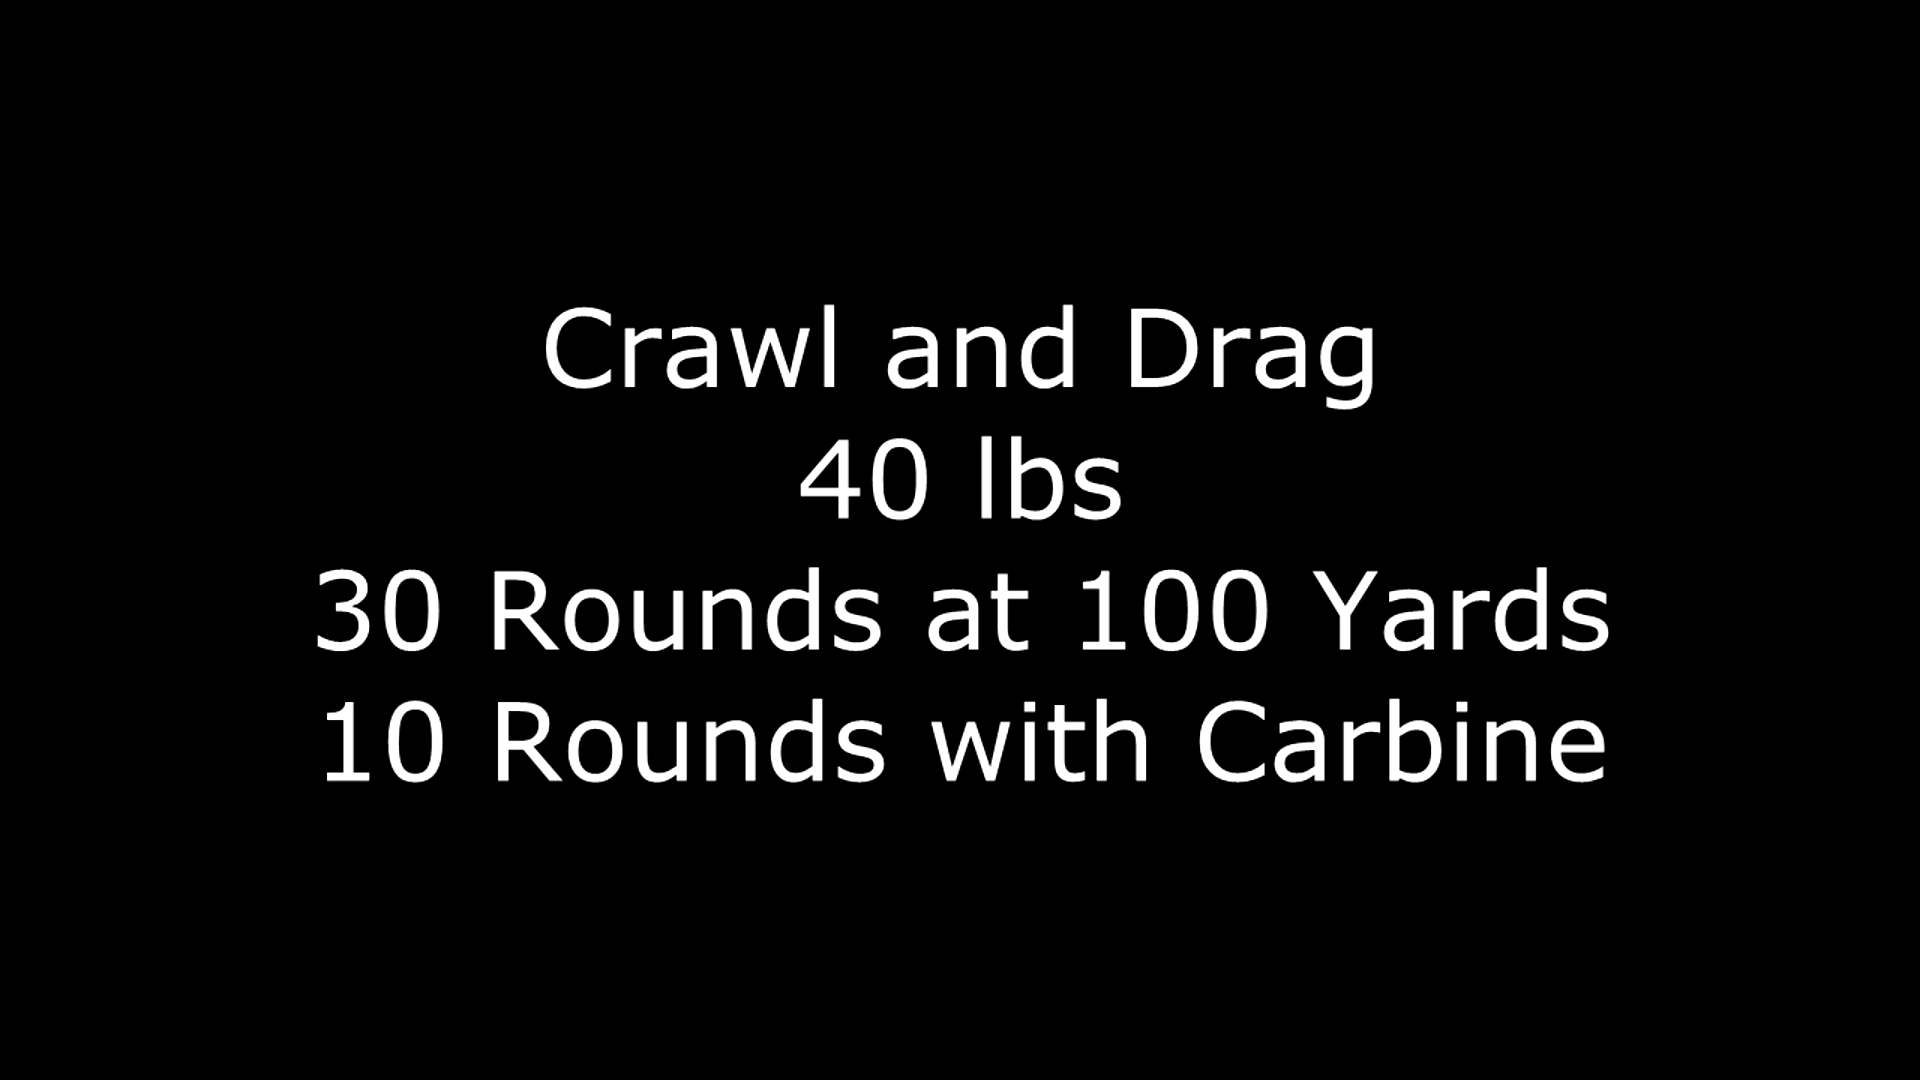 Crawl and Drag
40 lbs
30 Rounds at 100 Yards
10 Rounds with Carbine